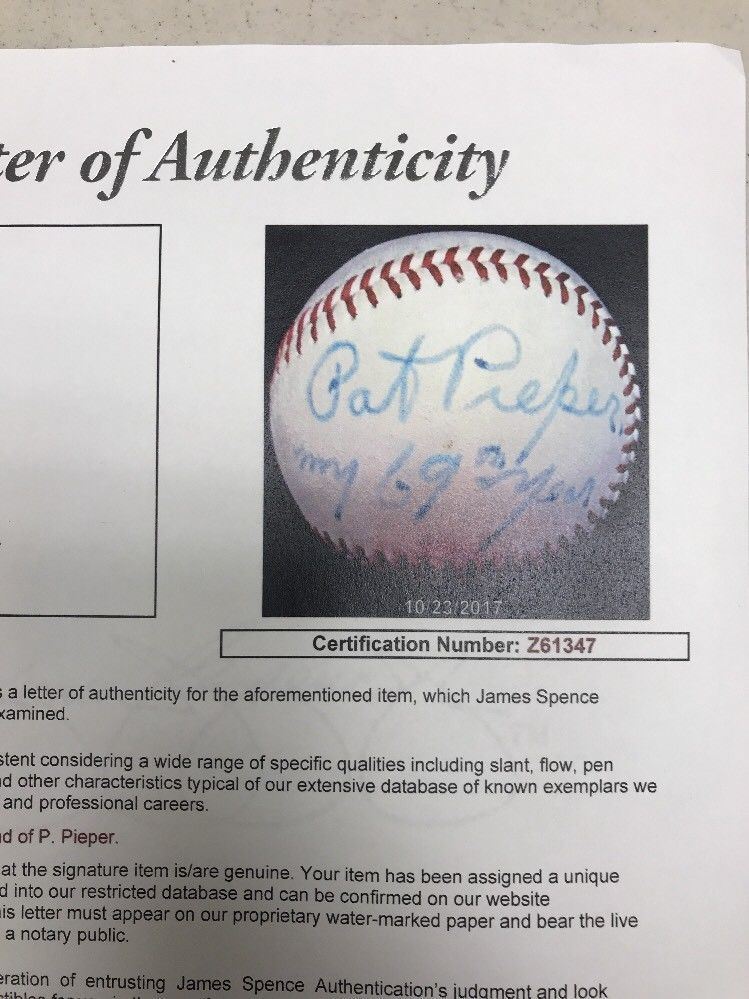 ter of Authenticity
Pat Pieper
my 69th Year
10/23/2017
Certification Number: Z61347
s a letter of authenticity for the aforementioned item, which James Spence
xamined.
stent considering a wide range of specific qualities including slant, flow, pen
nd other characteristics typical of our extensive database of known exemplars we
and professional careers.
nd of P. Pieper.
at the signature item is/are genuine. Your item has been assigned a unique
d into our restricted database and can be confirmed on our website
is letter must appear on our proprietary water-marked paper and bear the live
a notary public.
eration of entrusting James Spence Authentication's judgment and look